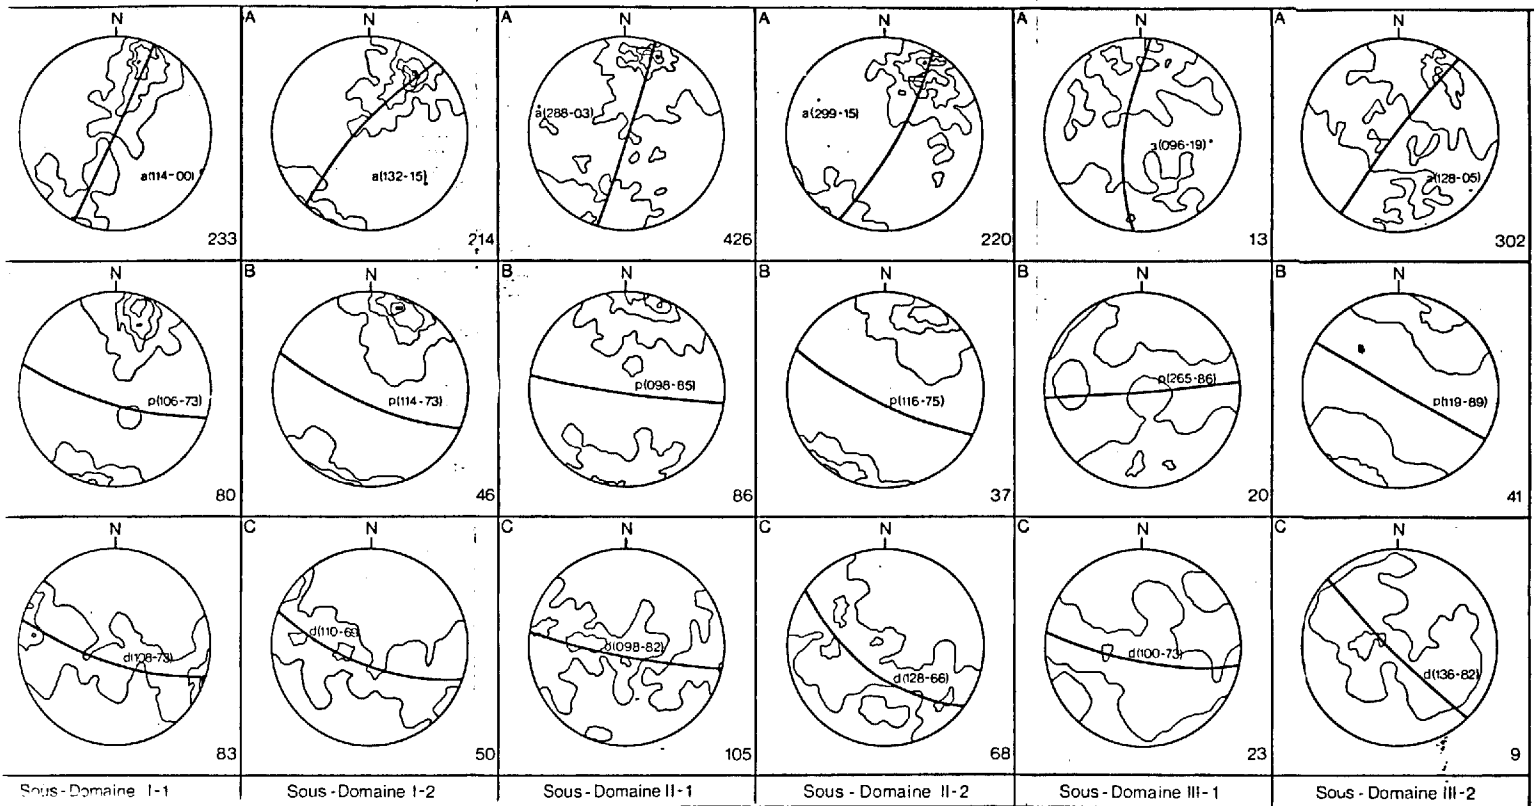 N
a(114-00)
233
A
N
a(132-15)
214
A
N
a(288-03)
426
A
N
a(299-15)
220
A
N
a(096-19)
13
A
N
a(128-05)
302
N
p(106-73)
80
B
N
p(114-73)
46
B
N
p(098-85)
86
B
N
p(116-75)
37
B
N
p(265-86)
20
B
N
p(119-89)
41
N
d(108-73)
83
C
N
d(110-69)
50
C
N
d(098-82)
105
C
N
d(128-66)
68
C
N
d(100-73)
23
C
N
d(136-82)
9
Sous-Domaine I-1
Sous-Domaine I-2
Sous-Domaine II-1
Sous-Domaine II-2
Sous-Domaine III-1
Sous-Domaine III-2